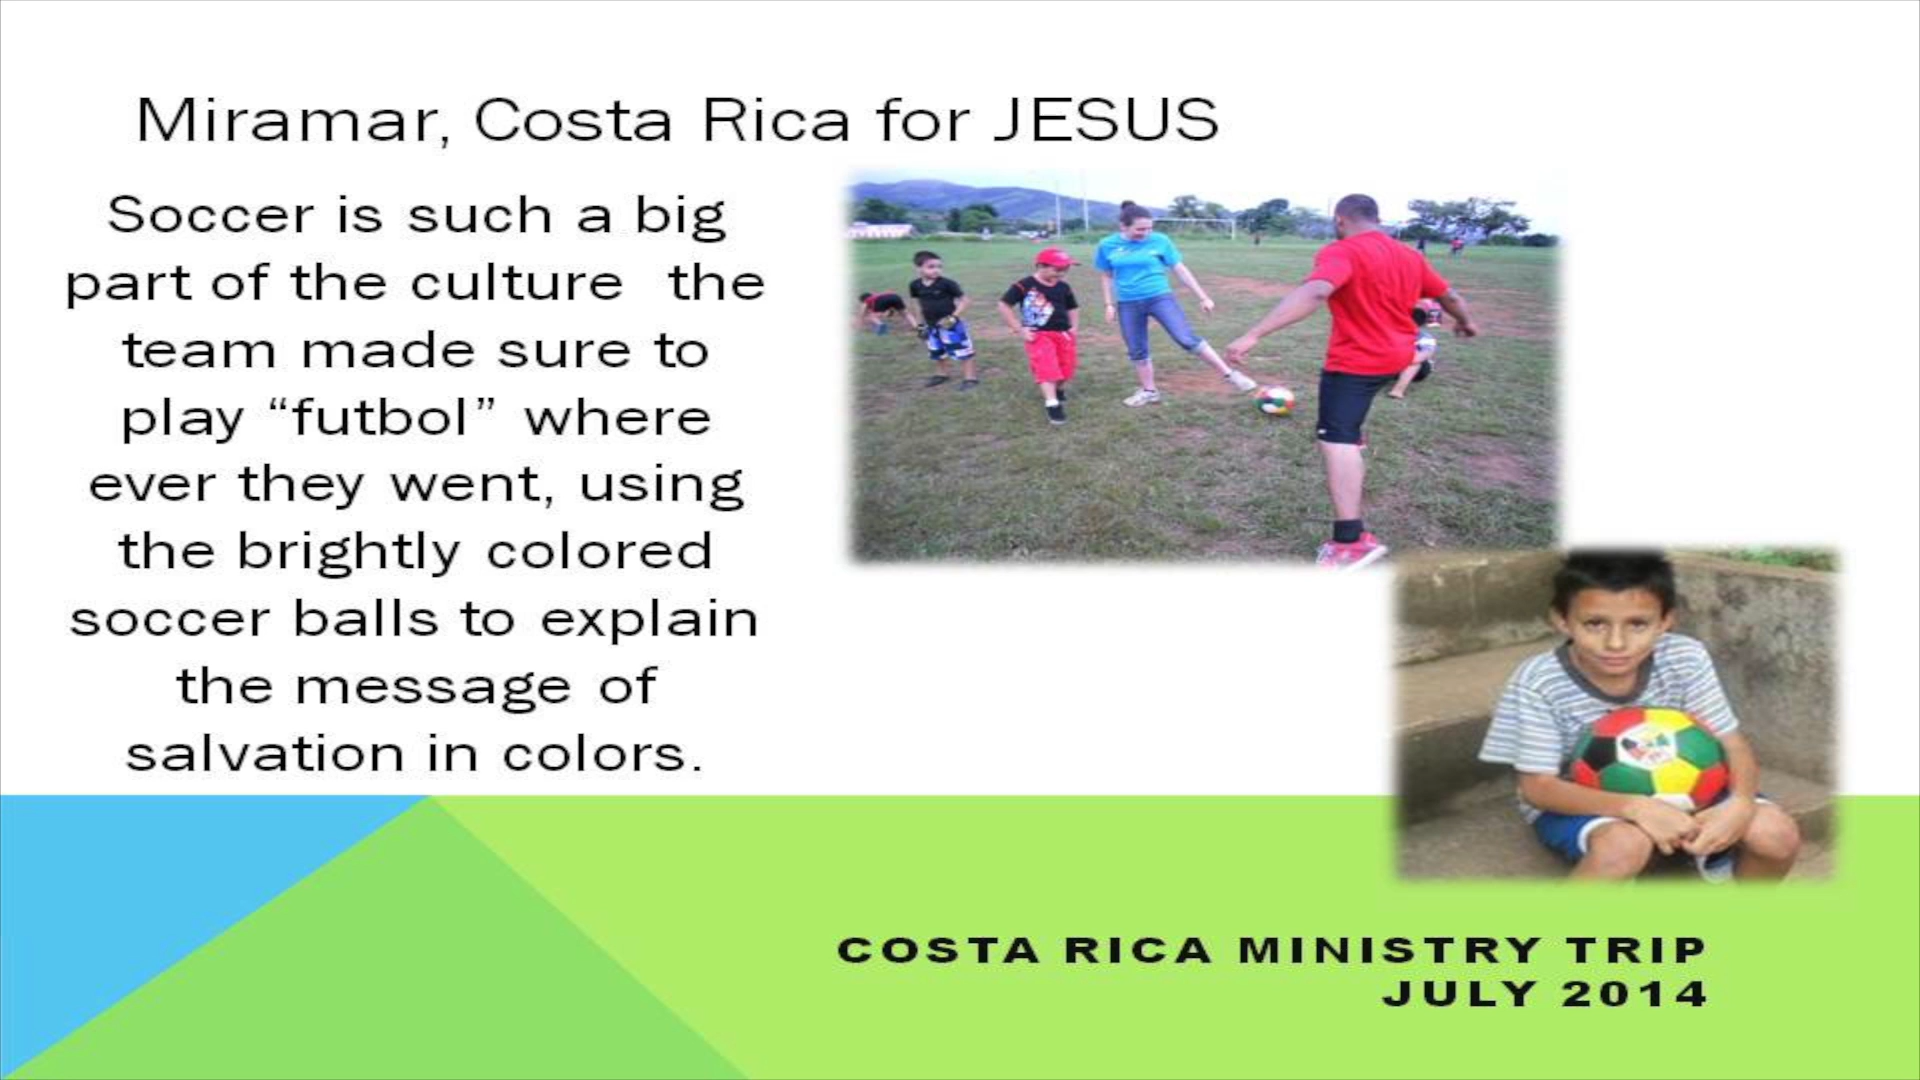 Miramar, Costa Rica for JESUS
Soccer is such a big
part of the culture  the
team made sure to
play “futbol” where
ever they went, using
the brightly colored
soccer balls to explain
the message of
salvation in colors.
COSTA RICA MINISTRY TRIP
JULY 2014